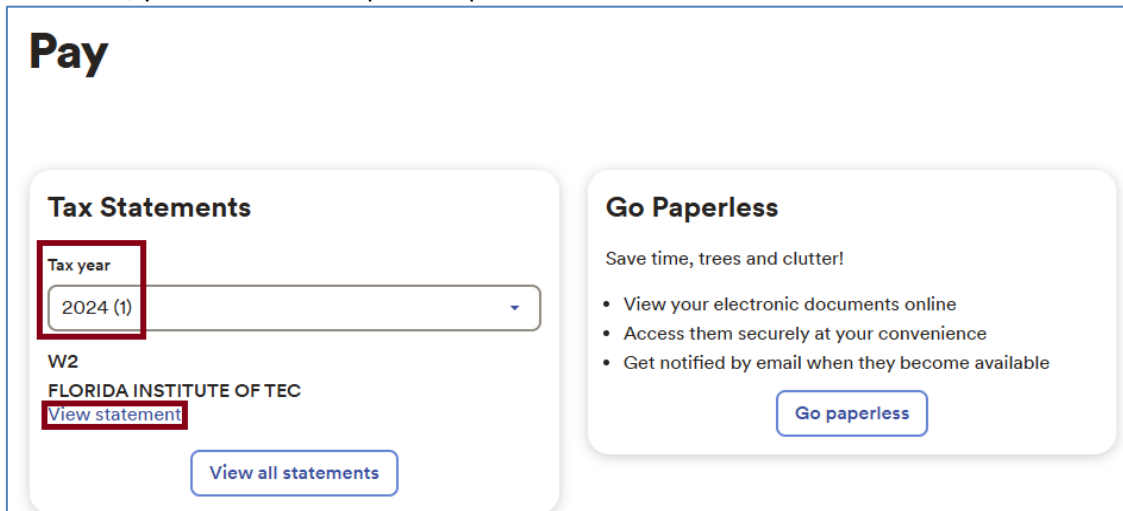 Pay
Tax Statements
Tax year
2024 (1)
W2
FLORIDA INSTITUTE OF TEC
View statement
View all statements
Go Paperless
Save time, trees and clutter!
• View your electronic documents online
• Access them securely at your convenience
• Get notified by email when they become available
Go paperless